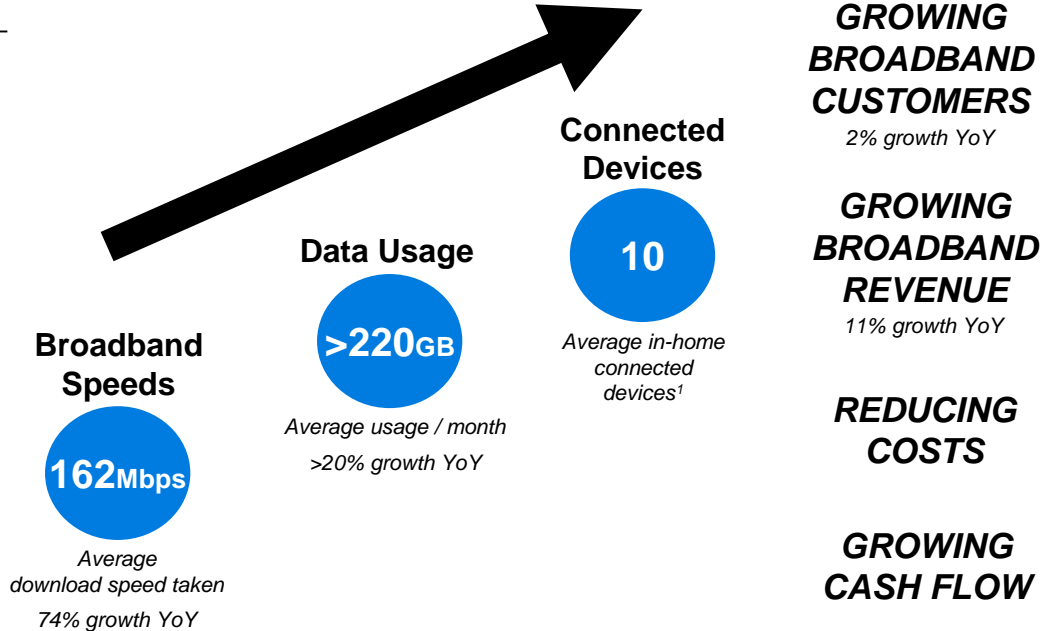 Broadband
Speeds
162Mbps
Average
download speed taken
74% growth YoY
Data Usage
>220GB
Average usage / month
>20% growth YoY
Connected
Devices
10
Average in-home
connected
devices¹
GROWING
BROADBAND
CUSTOMERS
2% growth YoY
GROWING
BROADBAND
REVENUE
11% growth YoY
REDUCING
COSTS
GROWING
CASH FLOW